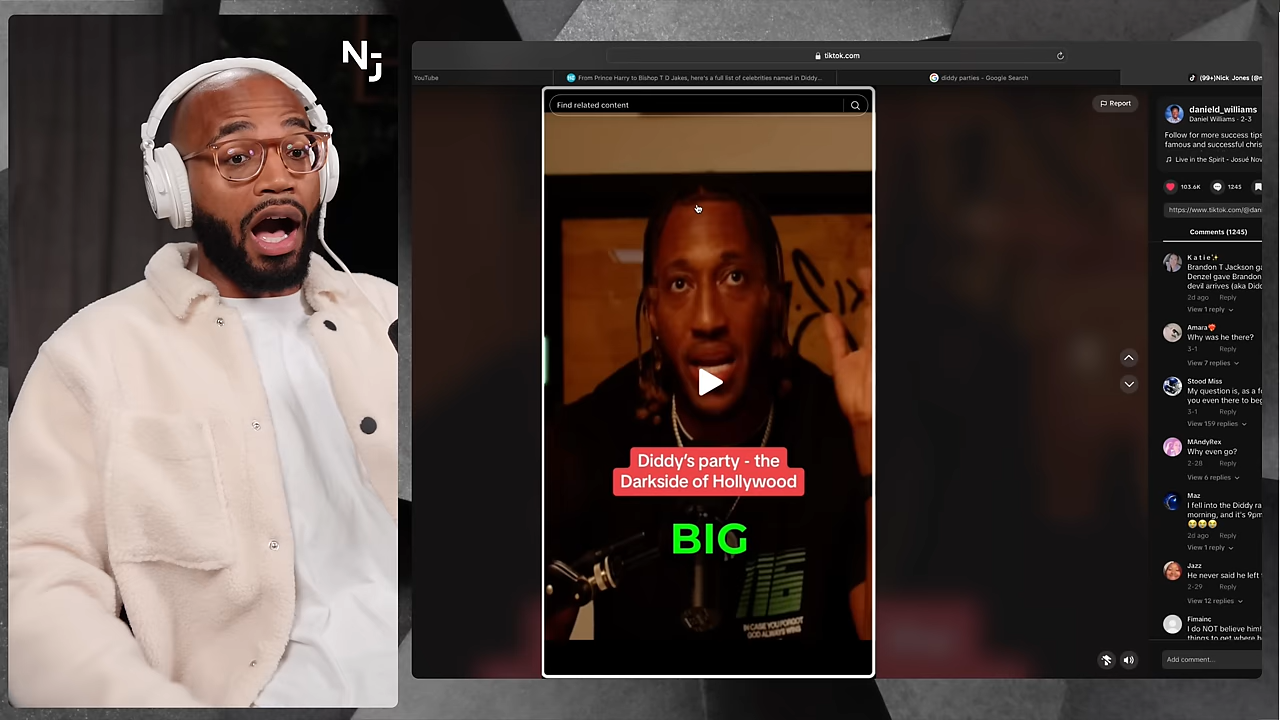 NJ
tiktok.com
YouTube
From Prince Harry to Bishop T D Jakes, here's a full list of celebrities named in Diddy...
diddy parties - Google Search
(99+)Nick Jones (@n
Find related content
Report
danield_williams
Daniel Williams · 2-3
Follow for more success tips
famous and successful chris
Live in the Spirit - Josué Nov
103.6K
1245
https://www.tiktok.com/@dan
Comments (1245)
Katie✨
Brandon T Jackson ga
Denzel gave Brandon
devil arrives (aka Didd
2d ago Reply
View 1 reply
Amara
Why was he there?
3-1 Reply
View 7 replies
Stood Miss
My question is, as a f
you even there to beg
3-1 Reply
View 159 replies
MAndyRex
Why even go?
2-28 Reply
View 6 replies
Maz
I fell into the Diddy ra
morning, and it's 9pm
😂😂😂
2d ago Reply
View 1 reply
Jazz
He never said he left
2-29 Reply
View 12 replies
Fimainc
I do NOT believe him!
things to get where h
Add comment...
Diddy's party - the
Darkside of Hollywood
BIG
IN CASE YOU FORGOT
GOD ALWAYS WINS